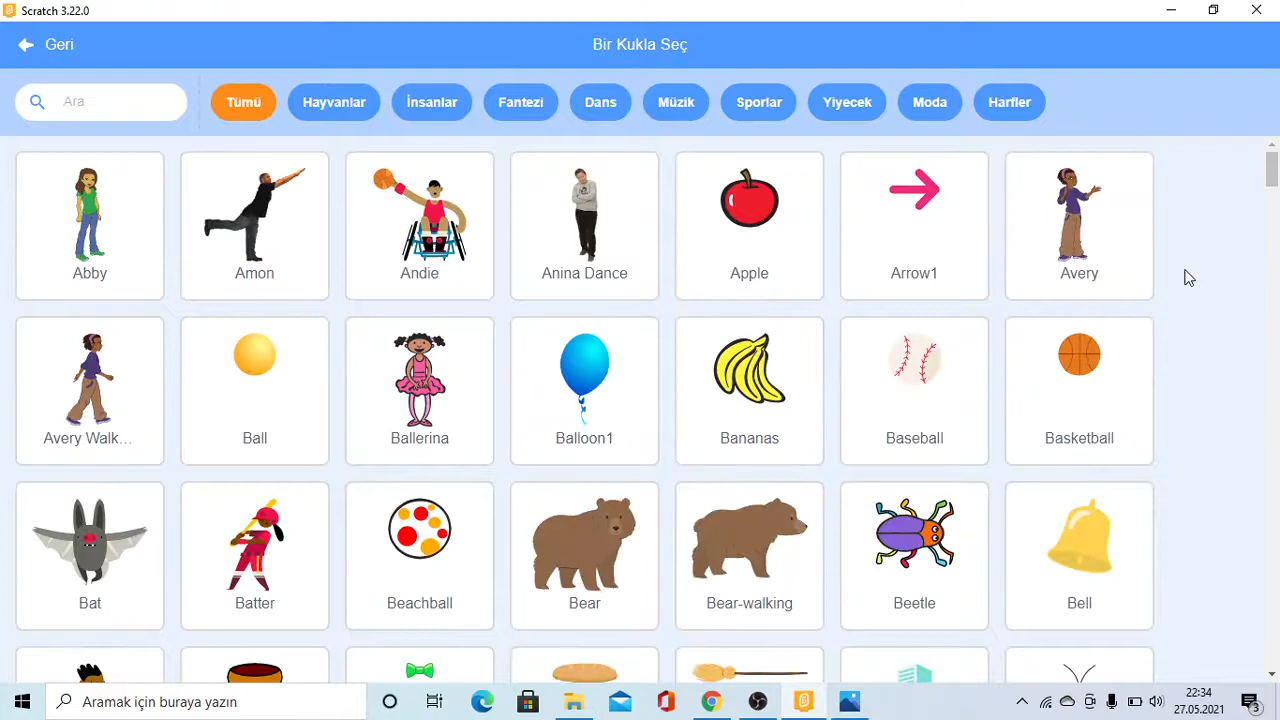 Scratch 3.22.0
Geri
Bir Kukla Seç
Ara
Tümü
Hayvanlar
İnsanlar
Fantezi
Dans
Müzik
Sporlar
Yiyecek
Moda
Harfler
Abby
Amon
Andie
Anina Dance
Apple
Arrow1
Avery
Avery Walk...
Ball
Ballerina
Balloon1
Bananas
Baseball
Basketball
Bat
Batter
Beachball
Bear
Bear-walking
Beetle
Bell
Aramak için buraya yazın
22:34
27.05.2021
3